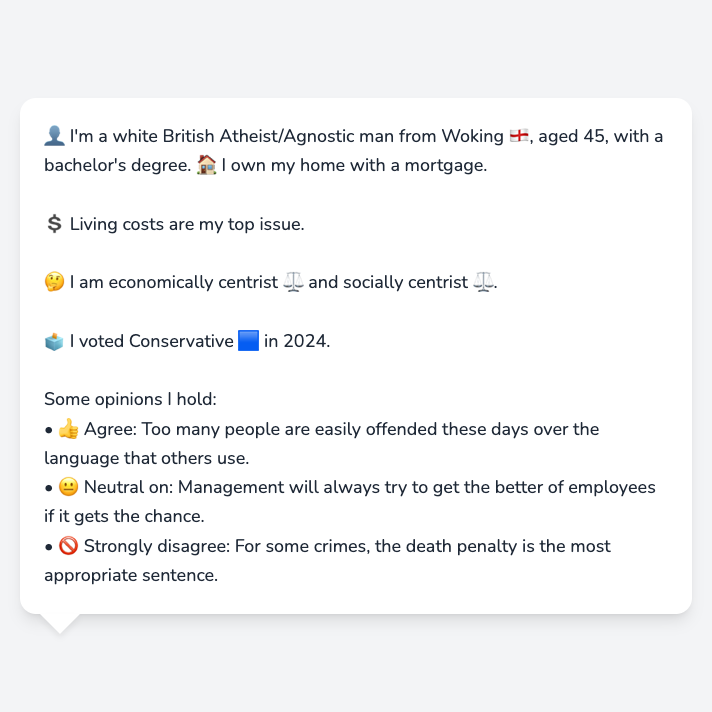 👤 I'm a white British Atheist/Agnostic man from Woking 🏴󠁧󠁢󠁥󠁮󠁧󠁿, aged 45, with a
bachelor's degree. 🏠 I own my home with a mortgage.
💲 Living costs are my top issue.
🤔 I am economically centrist ⚖️ and socially centrist ⚖️.
🗳️ I voted Conservative 🟦 in 2024.
Some opinions I hold:
• 👍 Agree: Too many people are easily offended these days over the
language that others use.
• 😐 Neutral on: Management will always try to get the better of employees
if it gets the chance.
• 🚫 Strongly disagree: For some crimes, the death penalty is the most
appropriate sentence.